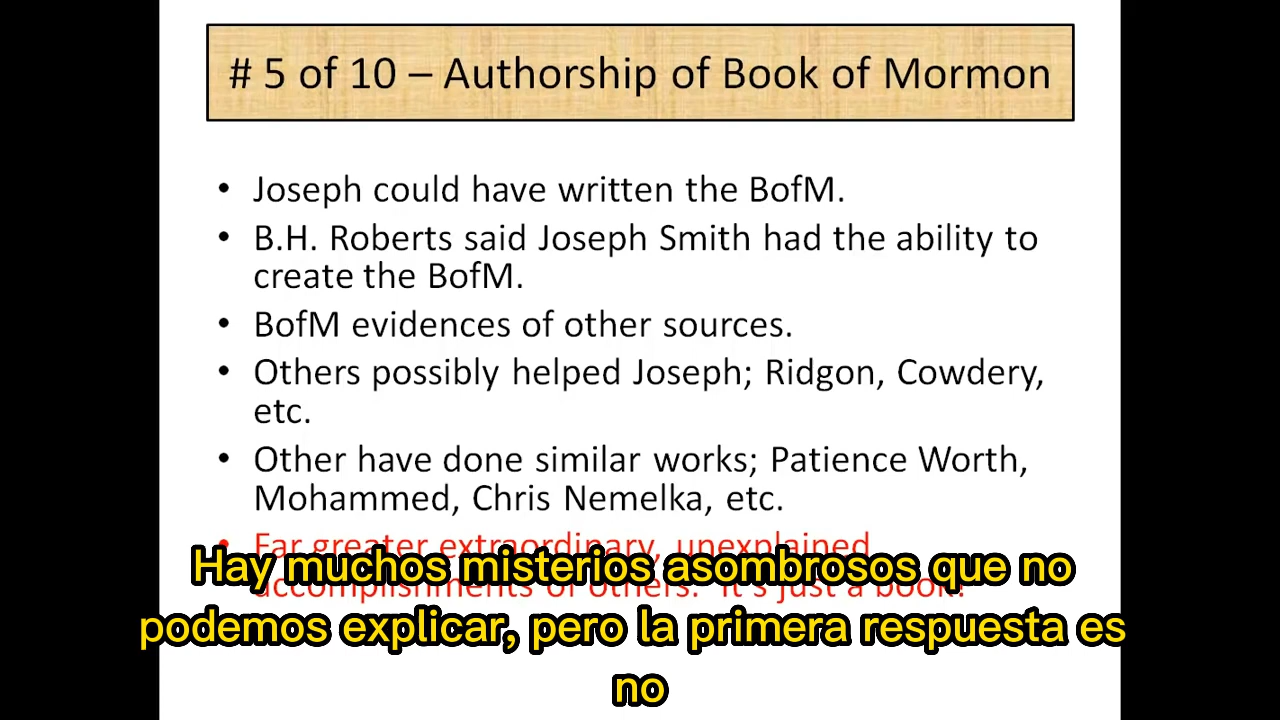 # 5 of 10 – Authorship of Book of Mormon
• Joseph could have written the BofM.
• B.H. Roberts said Joseph Smith had the ability to
create the BofM.
• BofM evidences of other sources.
• Others possibly helped Joseph; Ridgon, Cowdery,
etc.
• Other have done similar works; Patience Worth,
Mohammed, Chris Nemelka, etc.
• Far greater extraordinary, unexplained
accomplishments of others. It's just a book!
Hay muchos misterios asombrosos que no
podemos explicar, pero la primera respuesta es
no